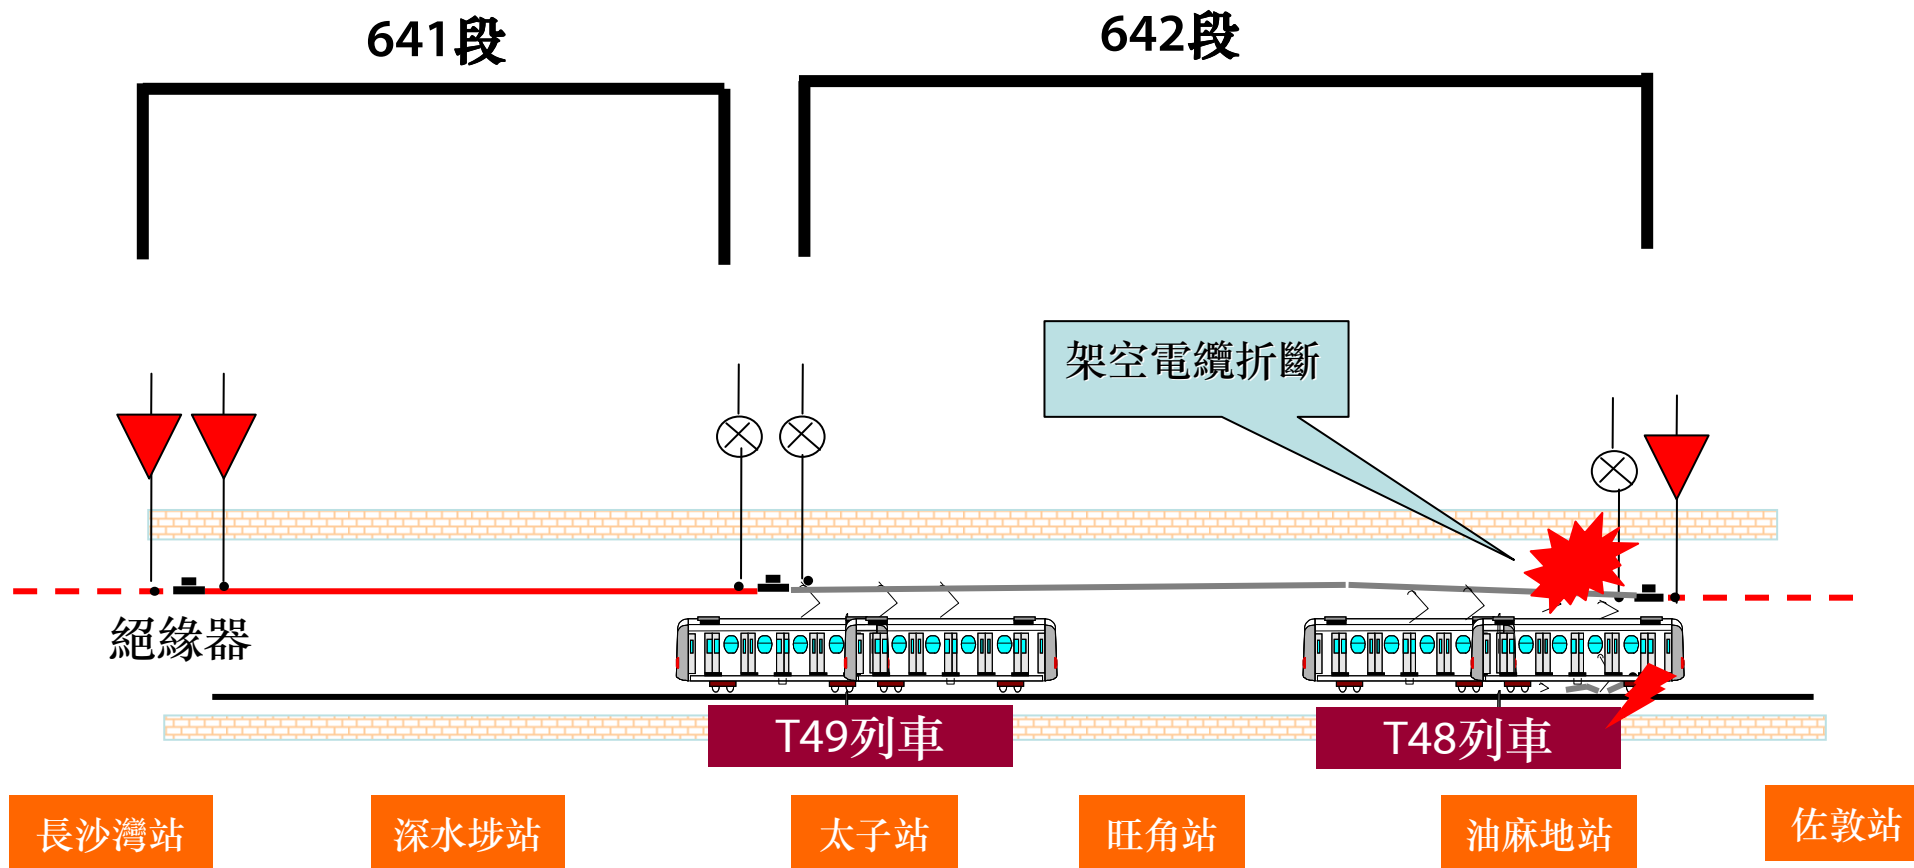 641段
642段
架空電纜折斷
絕緣器
T49列車
T48列車
長沙灣站
深水埗站
太子站
旺角站
油麻地站
佐敦站